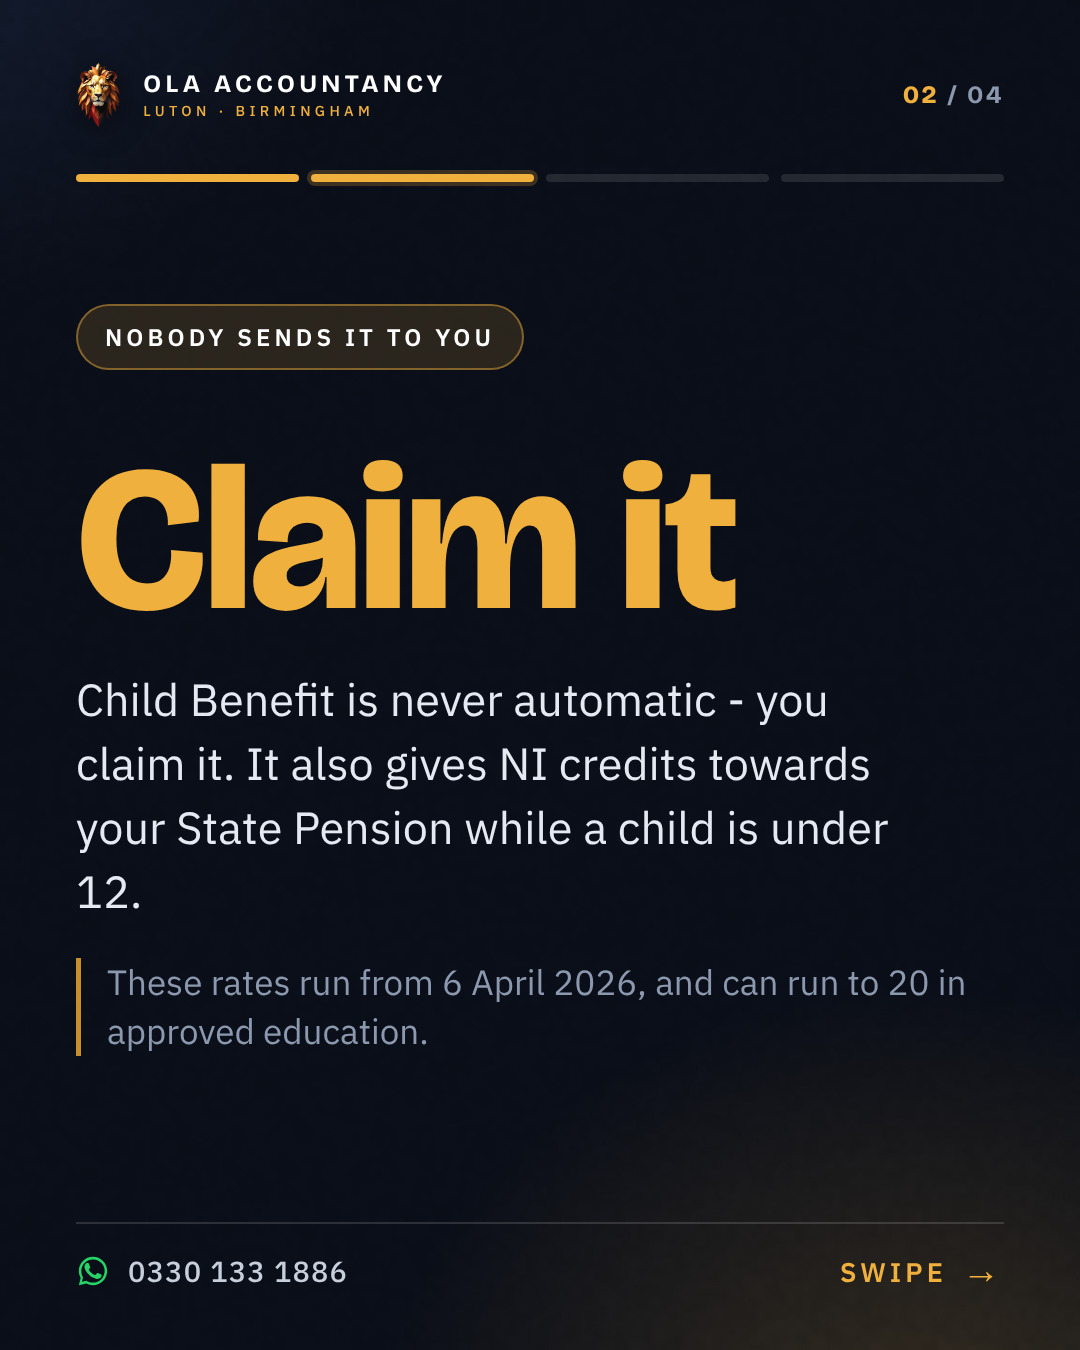 OLA ACCOUNTANCY
LUTON · BIRMINGHAM
02 / 04
NOBODY SENDS IT TO YOU
Claim it
Child Benefit is never automatic - you
claim it. It also gives NI credits towards
your State Pension while a child is under
12.
These rates run from 6 April 2026, and can run to 20 in
approved education.
0330 133 1886
SWIPE →